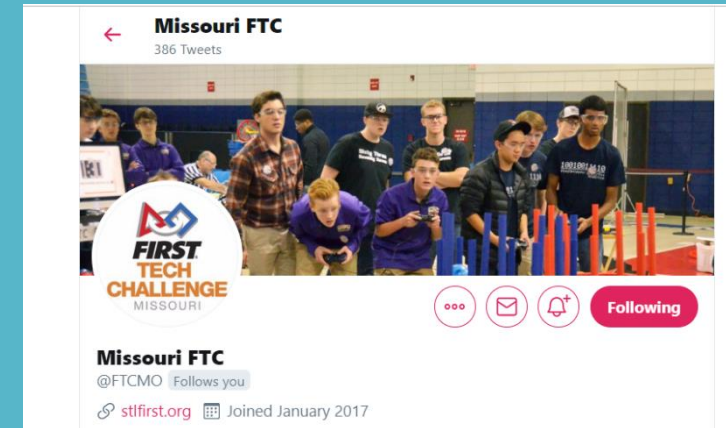 Missouri FTC
386 Tweets
1001001110
FIRST
TECH
CHALLENGE
MISSOURI
Following
Missouri FTC
@FTCMO Follows you
stlfirst.org Joined January 2017